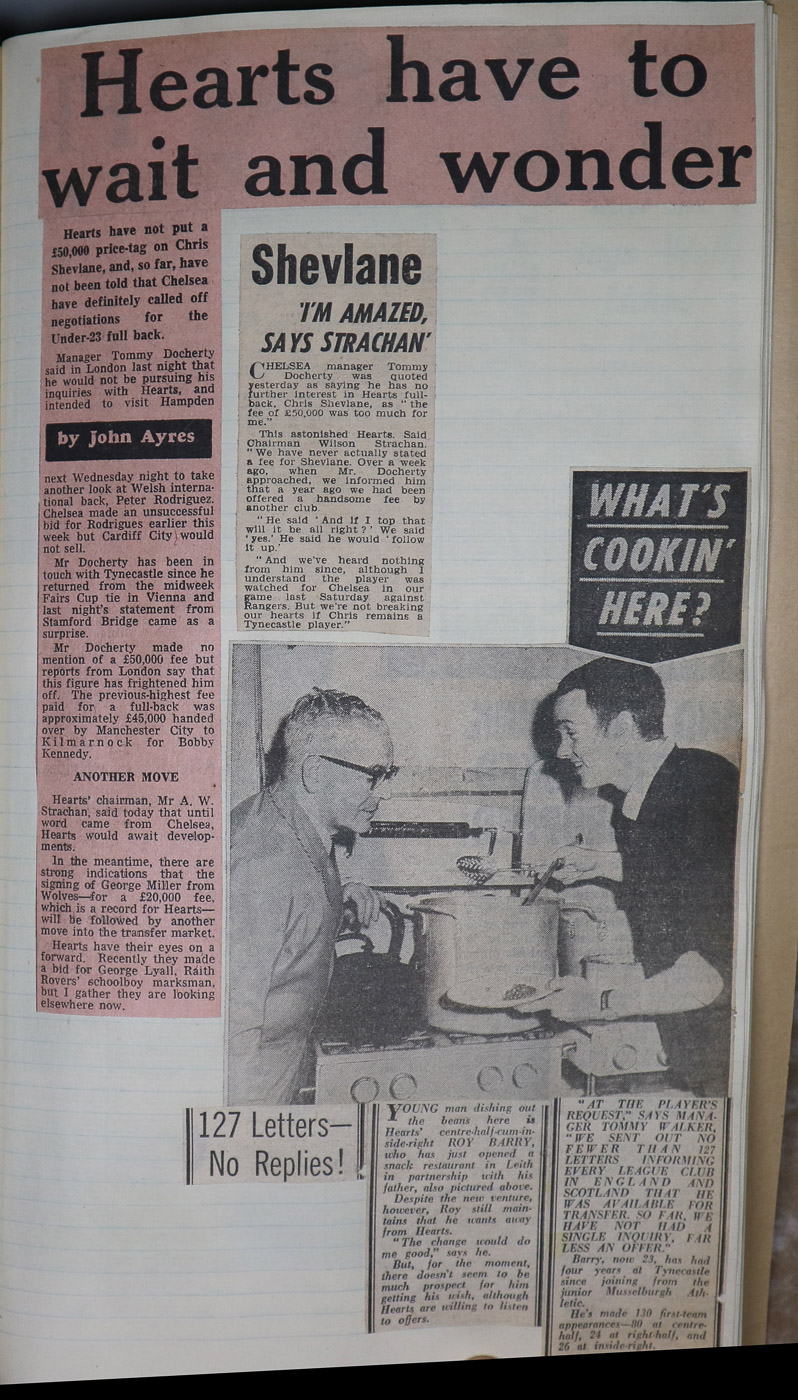 Hearts have to
wait and wonder
Hearts have not put a
£50,000 price-tag on Chris
Shevlane, and, so far, have
not been told that Chelsea
have definitely called off
negotiations for the
Under-23 full back.
Manager Tommy Docherty
said in London last night that
he would not be pursuing his
inquiries with Hearts, and
intended to visit Hampden
by John Ayres
next Wednesday night to take
another look at Welsh interna-
tional back, Peter Rodriguez.
Chelsea made an unsuccessful
bid for Rodrigues earlier this
week but Cardiff City would
not sell.
Mr Docherty has been in
touch with Tynecastle since he
returned from the midweek
Fairs Cup tie in Vienna and
last night's statement from
Stamford Bridge came as a
surprise.
Mr Docherty made no
mention of a £50,000 fee but
reports from London say that
this figure has frightened him
off. The previous-highest fee
paid for a full-back was
approximately £45,000 handed
over by Manchester City to
Kilmarnock for Bobby
Kennedy.
ANOTHER MOVE
Hearts' chairman, Mr A. W.
Strachan, said today that until
word came from Chelsea,
Hearts would await develop-
ments.
In the meantime, there are
strong indications that the
signing of George Miller from
Wolves—for a £20,000 fee,
which is a record for Hearts—
will be followed by another
move into the transfer market.
Hearts have their eyes on a
forward. Recently they made
a bid for George Lyall, Raith
Rovers' schoolboy marksman,
but I gather they are looking
elsewhere now.
Shevlane
'I'M AMAZED,
SAYS STRACHAN'
CHELSEA manager Tommy
Docherty was quoted
yesterday as saying he has no
further interest in Hearts full-
back, Chris Shevlane, as "the
fee of £50,000 was too much for
me."
This astonished Hearts. Said
Chairman Wilson Strachan.
"We have never actually stated
a fee for Shevlane. Over a week
ago, when Mr. Docherty
approached, we informed him
that a year ago we had been
offered a handsome fee by
another club.
"He said 'And if I top that
will it be all right?' We said
'yes.' He said he would 'follow
it up.'
"And we've heard nothing
from him since, although I
understand the player was
watched for Chelsea in our
game last Saturday against
Rangers. But we're not breaking
our hearts if Chris remains a
Tynecastle player."
WHAT'S
COOKIN'
HERE?
127 Letters—
No Replies!
YOUNG man dishing out
the beans here is
Hearts' centre-half-cum-in-
side-right ROY BARRY,
who has just opened a
snack restaurant in Leith
in partnership with his
father, also pictured above.
Despite the new venture,
however, Roy still main-
tains that he wants away
from Hearts.
"The change would do
me good," says he.
But, for the moment,
there doesn't seem to be
much prospect for him
getting his wish, although
Hearts are willing to listen
to offers.
"AT THE PLAYER'S
REQUEST," SAYS MANA-
GER TOMMY WALKER,
"WE SENT OUT NO
FEWER THAN 127
LETTERS INFORMING
EVERY LEAGUE CLUB
IN ENGLAND AND
SCOTLAND THAT HE
WAS AVAILABLE FOR
TRANSFER. SO FAR, WE
HAVE NOT HAD A
SINGLE INQUIRY, FAR
LESS AN OFFER."
Barry, now 23, has had
four years at Tynecastle
since joining from the
junior Musselburgh Ath-
letic.
He's made 130 first-team
appearances—80 at centre-
half, 24 at right-half, and
26 at inside-right.